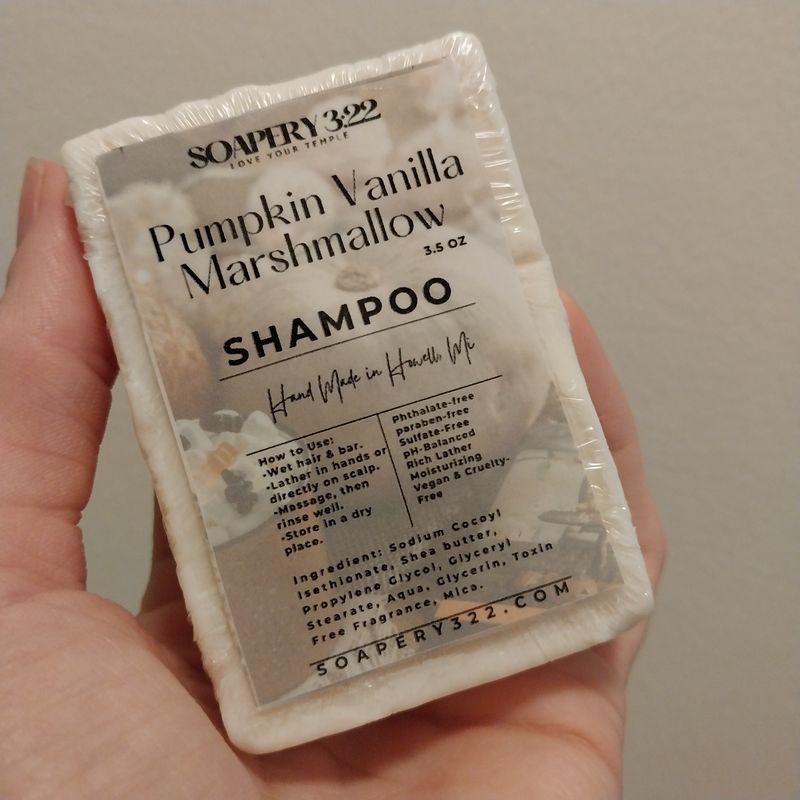 SOAPERY 3:22
LOVE YOUR TEMPLE
Pumpkin Vanilla
Marshmallow
3.5 OZ
SHAMPOO
Hand Made in Howell, Mi
How to Use:
-Wet hair & bar.
-Lather in hands or
directly on scalp.
-Massage, then
rinse well.
-Store in a dry
place.
Phthalate-free
paraben-free
Sulfate-Free
pH-Balanced
Rich Lather
Moisturizing
Vegan & Cruelty-
Free
Ingredient: Sodium Cocoyl
Isethionate, Shea butter,
Propylene Glycol, Glyceryl
Stearate, Aqua, Glycerin, Toxin
Free Fragrance, Mica.
SOAPERY322.COM